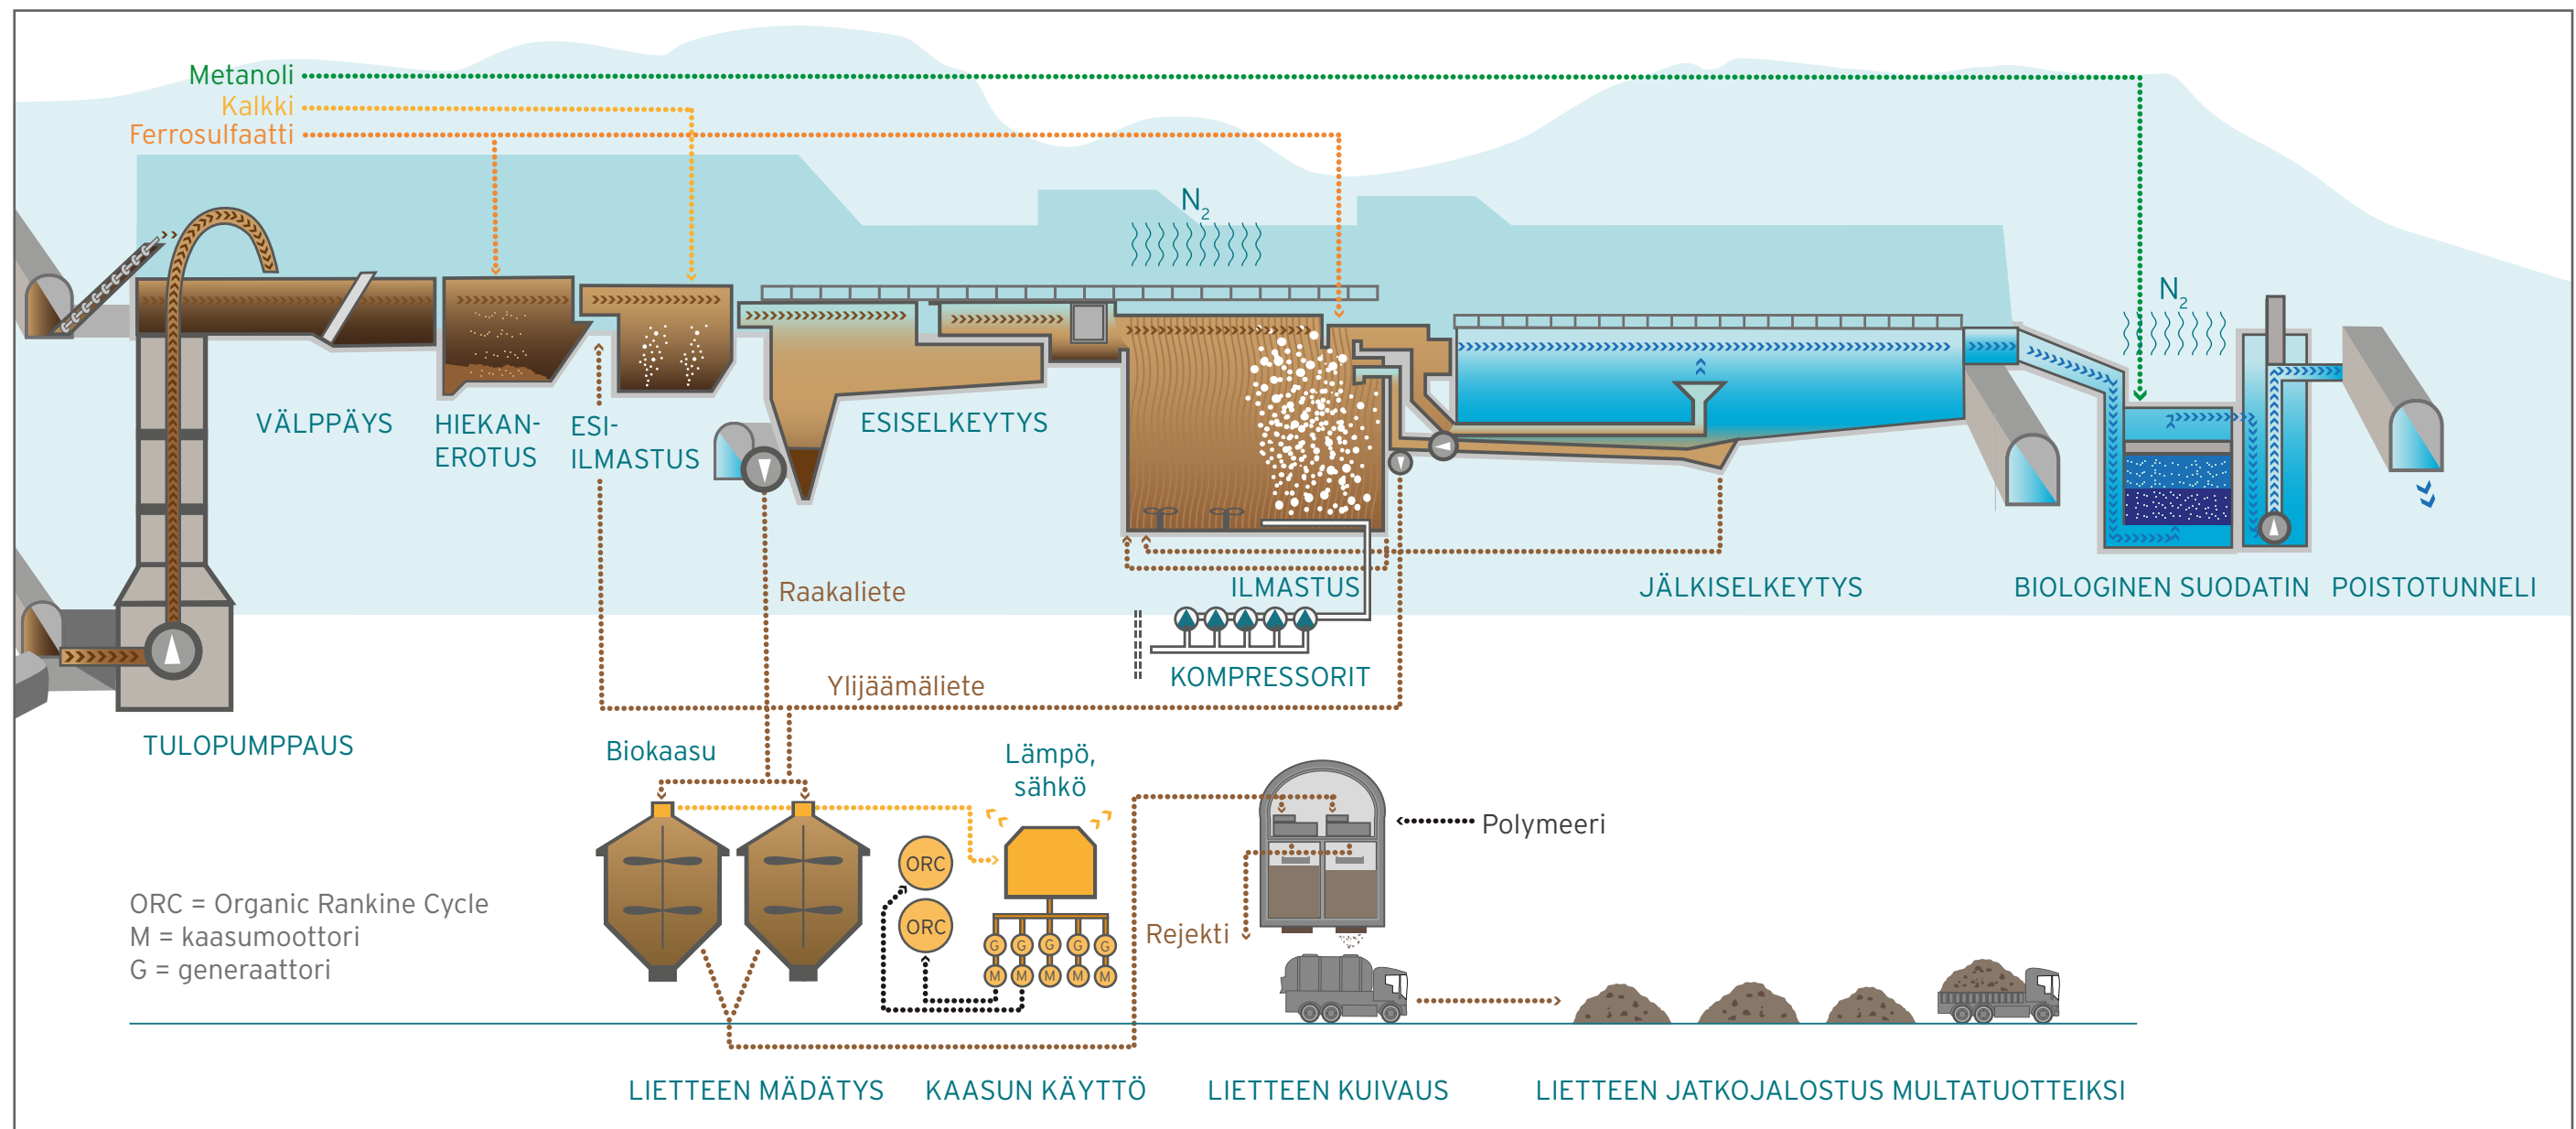 Metanoli
Kalkki
Ferrosulfaatti
N₂
N₂
VÄLPPÄYS
HIEKAN-
EROTUS
ESI-
ILMASTUS
ESISELKEYTYS
Raakaliete
ILMASTUS
JÄLKISELKEYTYS
BIOLOGINEN SUODATIN
POISTOTUNNELI
KOMPRESSORIT
Ylijäämäliete
TULOPUMPPAUS
Biokaasu
Lämpö,
sähkö
Polymeeri
ORC
ORC
G G G G G
M M M M M
Rejekti
ORC = Organic Rankine Cycle
M = kaasumoottori
G = generaattori
LIETTEEN MÄDÄTYS
KAASUN KÄYTTÖ
LIETTEEN KUIVAUS
LIETTEEN JATKOJALOSTUS MULTATUOTTEIKSI